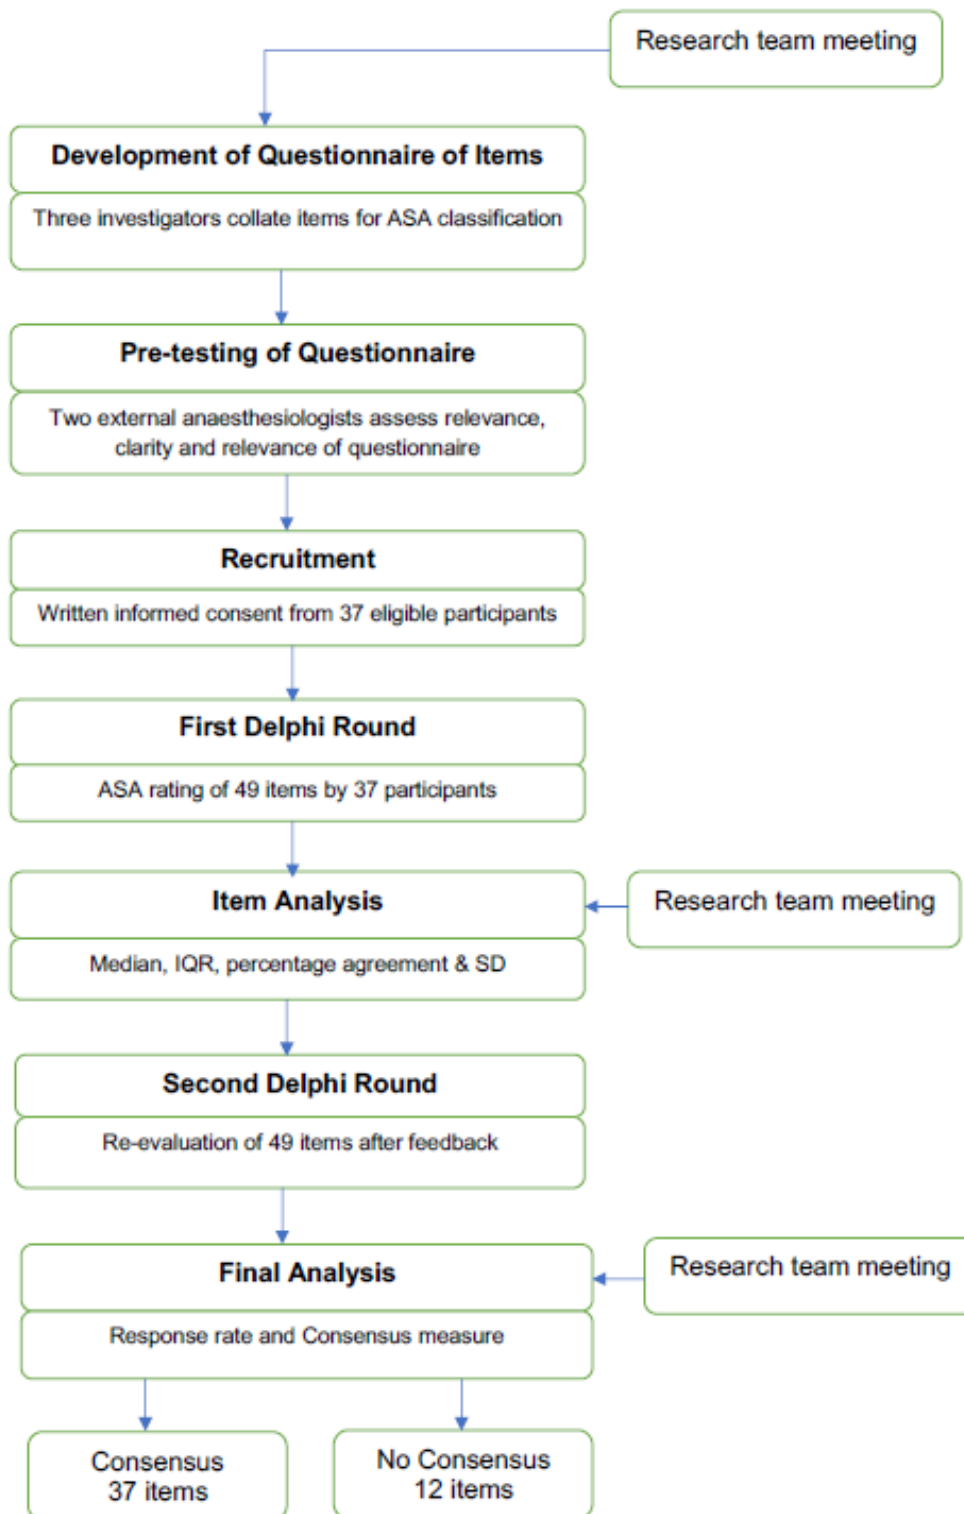 Research team meeting
Development of Questionnaire of Items
Three investigators collate items for ASA classification
Pre-testing of Questionnaire
Two external anaesthesiologists assess relevance,
clarity and relevance of questionnaire
Recruitment
Written informed consent from 37 eligible participants
First Delphi Round
ASA rating of 49 items by 37 participants
Item Analysis
Research team meeting
Median, IQR, percentage agreement & SD
Second Delphi Round
Re-evaluation of 49 items after feedback
Final Analysis
Research team meeting
Response rate and Consensus measure
Consensus
37 items
No Consensus
12 items